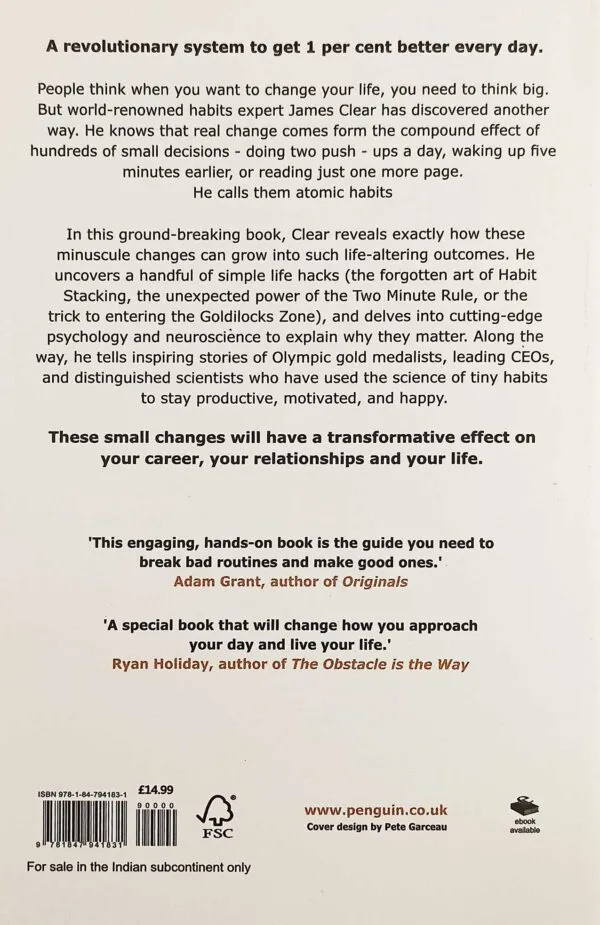 A revolutionary system to get 1 per cent better every day.
People think when you want to change your life, you need to think big.
But world-renowned habits expert James Clear has discovered another
way. He knows that real change comes form the compound effect of
hundreds of small decisions - doing two push - ups a day, waking up five
minutes earlier, or reading just one more page.
He calls them atomic habits
In this ground-breaking book, Clear reveals exactly how these
minuscule changes can grow into such life-altering outcomes. He
uncovers a handful of simple life hacks (the forgotten art of Habit
Stacking, the unexpected power of the Two Minute Rule, or the
trick to entering the Goldilocks Zone), and delves into cutting-edge
psychology and neuroscience to explain why they matter. Along the
way, he tells inspiring stories of Olympic gold medalists, leading CEOs,
and distinguished scientists who have used the science of tiny habits
to stay productive, motivated, and happy.
These small changes will have a transformative effect on
your career, your relationships and your life.
'This engaging, hands-on book is the guide you need to
break bad routines and make good ones.'
Adam Grant, author of Originals
'A special book that will change how you approach
your day and live your life.'
Ryan Holiday, author of The Obstacle is the Way
ISBN 978-1-84-794183-1 £14.99
90000
9 781847 941831
FSC
www.penguin.co.uk
Cover design by Pete Garceau
ebook
available
For sale in the Indian subcontinent only